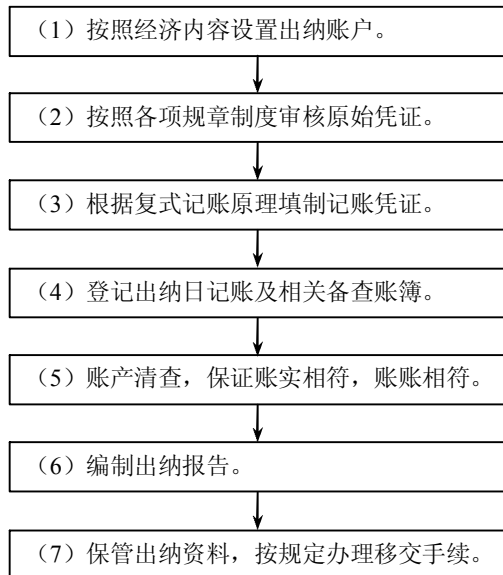 （1）按照经济内容设置出纳账户。
（2）按照各项规章制度审核原始凭证。
（3）根据复式记账原理填制记账凭证。
（4）登记出纳日记账及相关备查账簿。
（5）账产清查，保证账实相符，账账相符。
（6）编制出纳报告。
（7）保管出纳资料，按规定办理移交手续。